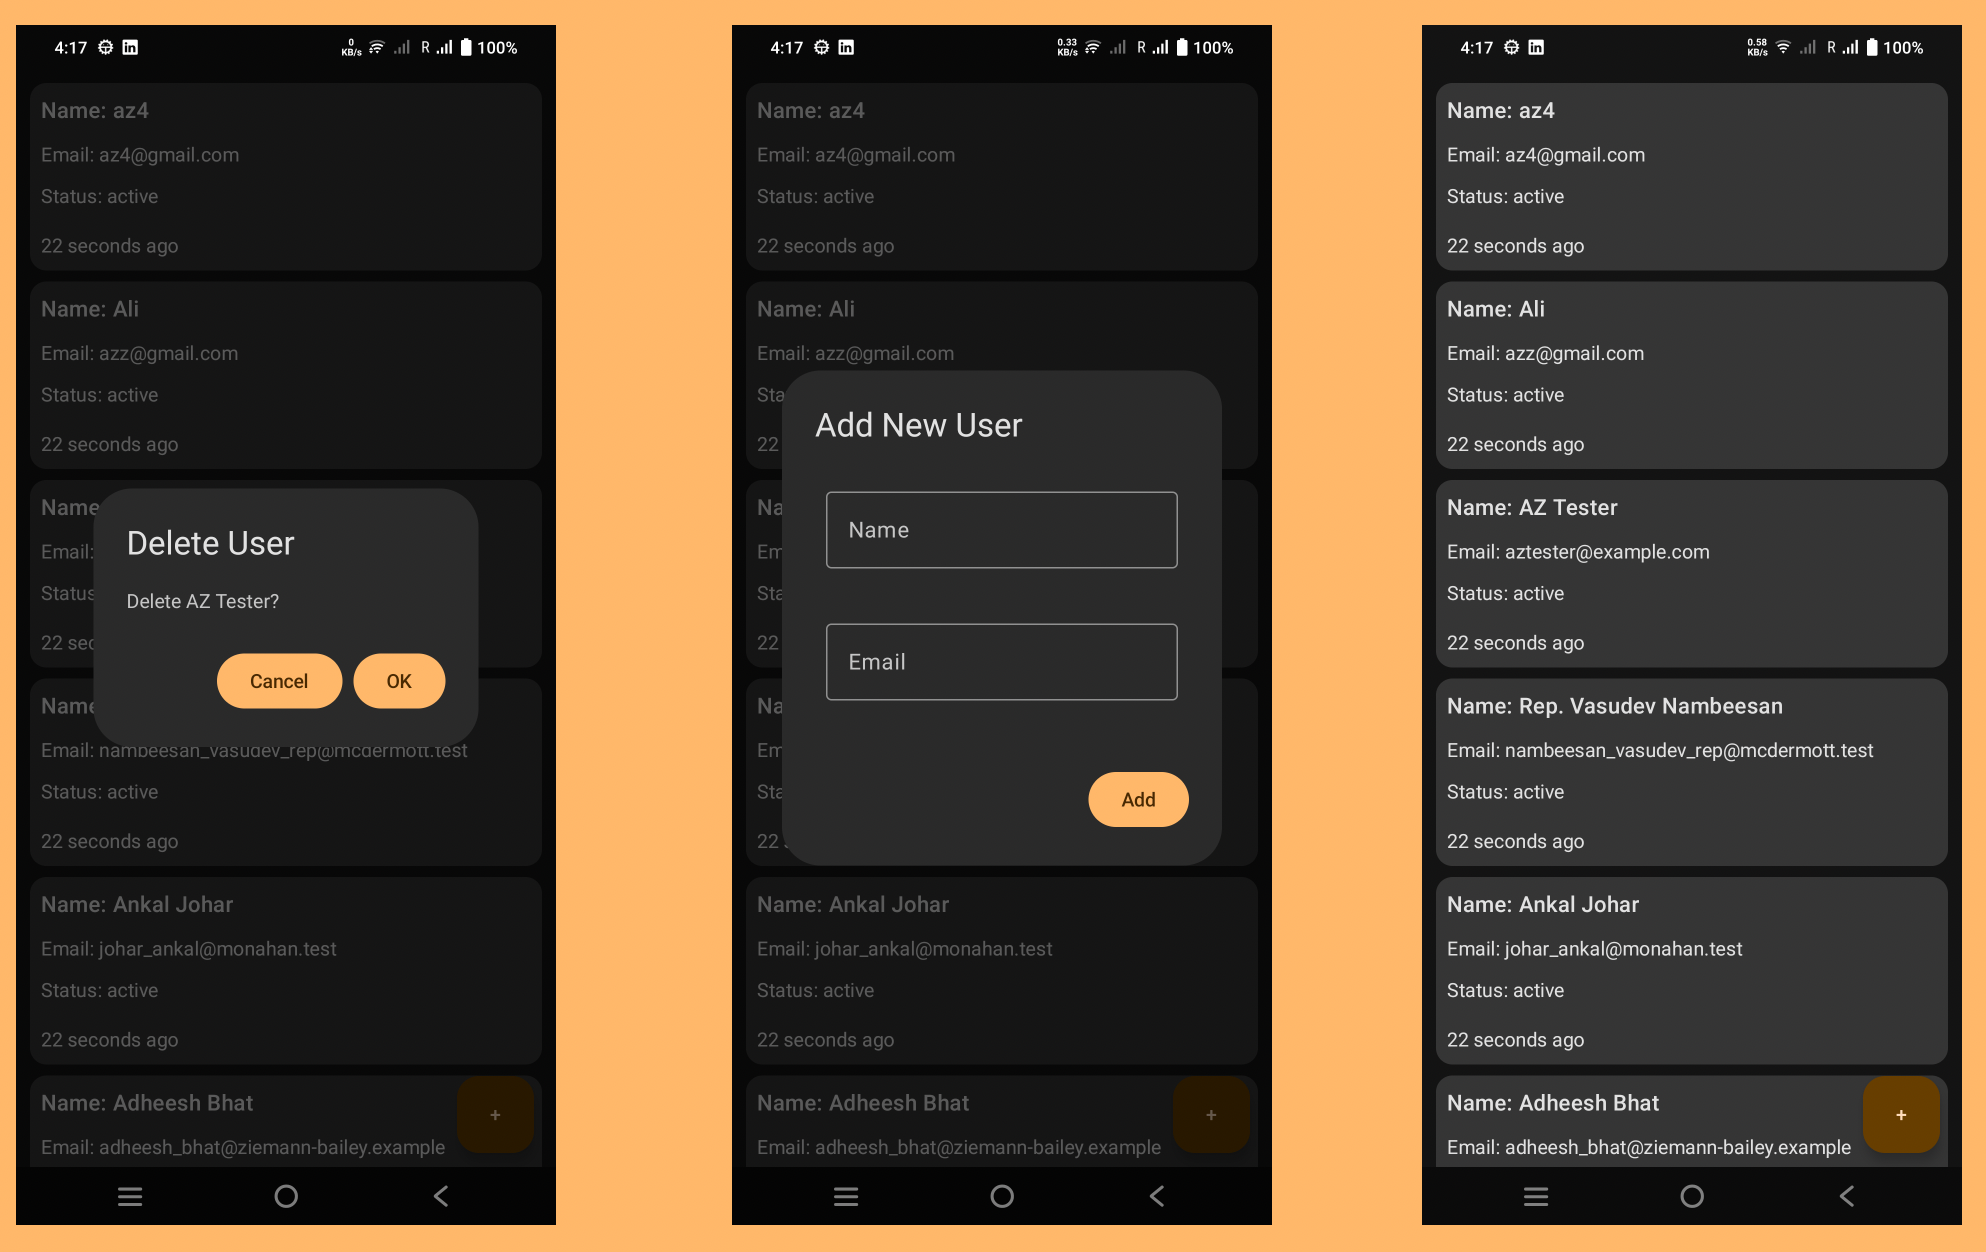 4:17 0 KB/s R 100%
Name: az4
Email: az4@gmail.com
Status: active
22 seconds ago
Name: Ali
Email: azz@gmail.com
Status: active
22 seconds ago
Name
Email:
Status
22 sec
Delete User
Delete AZ Tester?
Cancel OK
Name
Email: nambeesan_vasudev_rep@mcdermott.test
Status: active
22 seconds ago
Name: Ankal Johar
Email: johar_ankal@monahan.test
Status: active
22 seconds ago
Name: Adheesh Bhat
+
Email: adheesh_bhat@ziemann-bailey.example
4:17 0.33 KB/s R 100%
Name: az4
Email: az4@gmail.com
Status: active
22 seconds ago
Name: Ali
Email: azz@gmail.com
Sta
22
Na
Em
Sta
22
Na
Em
Sta
22
Add New User
Name
Email
Add
Name: Ankal Johar
Email: johar_ankal@monahan.test
Status: active
22 seconds ago
Name: Adheesh Bhat
+
Email: adheesh_bhat@ziemann-bailey.example
4:17 0.58 KB/s R 100%
Name: az4
Email: az4@gmail.com
Status: active
22 seconds ago
Name: Ali
Email: azz@gmail.com
Status: active
22 seconds ago
Name: AZ Tester
Email: aztester@example.com
Status: active
22 seconds ago
Name: Rep. Vasudev Nambeesan
Email: nambeesan_vasudev_rep@mcdermott.test
Status: active
22 seconds ago
Name: Ankal Johar
Email: johar_ankal@monahan.test
Status: active
22 seconds ago
Name: Adheesh Bhat
+
Email: adheesh_bhat@ziemann-bailey.example